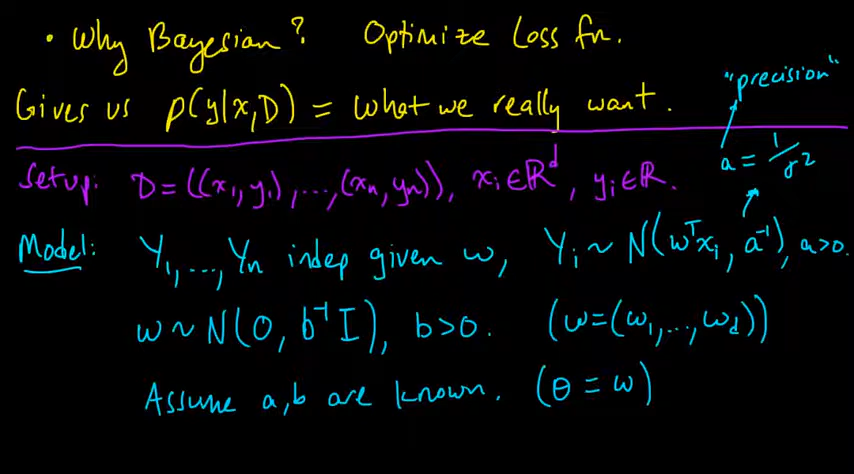 • Why Bayesian? Optimize Loss fn.
"precision"
Gives us p(y|x,D) = what we really want.
a = 1/σ²
Setup: D = ((x₁,y₁),...,(xₙ,yₙ)), xᵢ∈ℝᵈ, yᵢ∈ℝ.
Model: Y₁,...,Yₙ indep given w, Yᵢ ~ N(wᵀxᵢ, a⁻¹), a>0.
w ~ N(0, b⁻¹I), b>0. (w=(w₁,...,w_d))
Assume a,b are known. (θ = w)